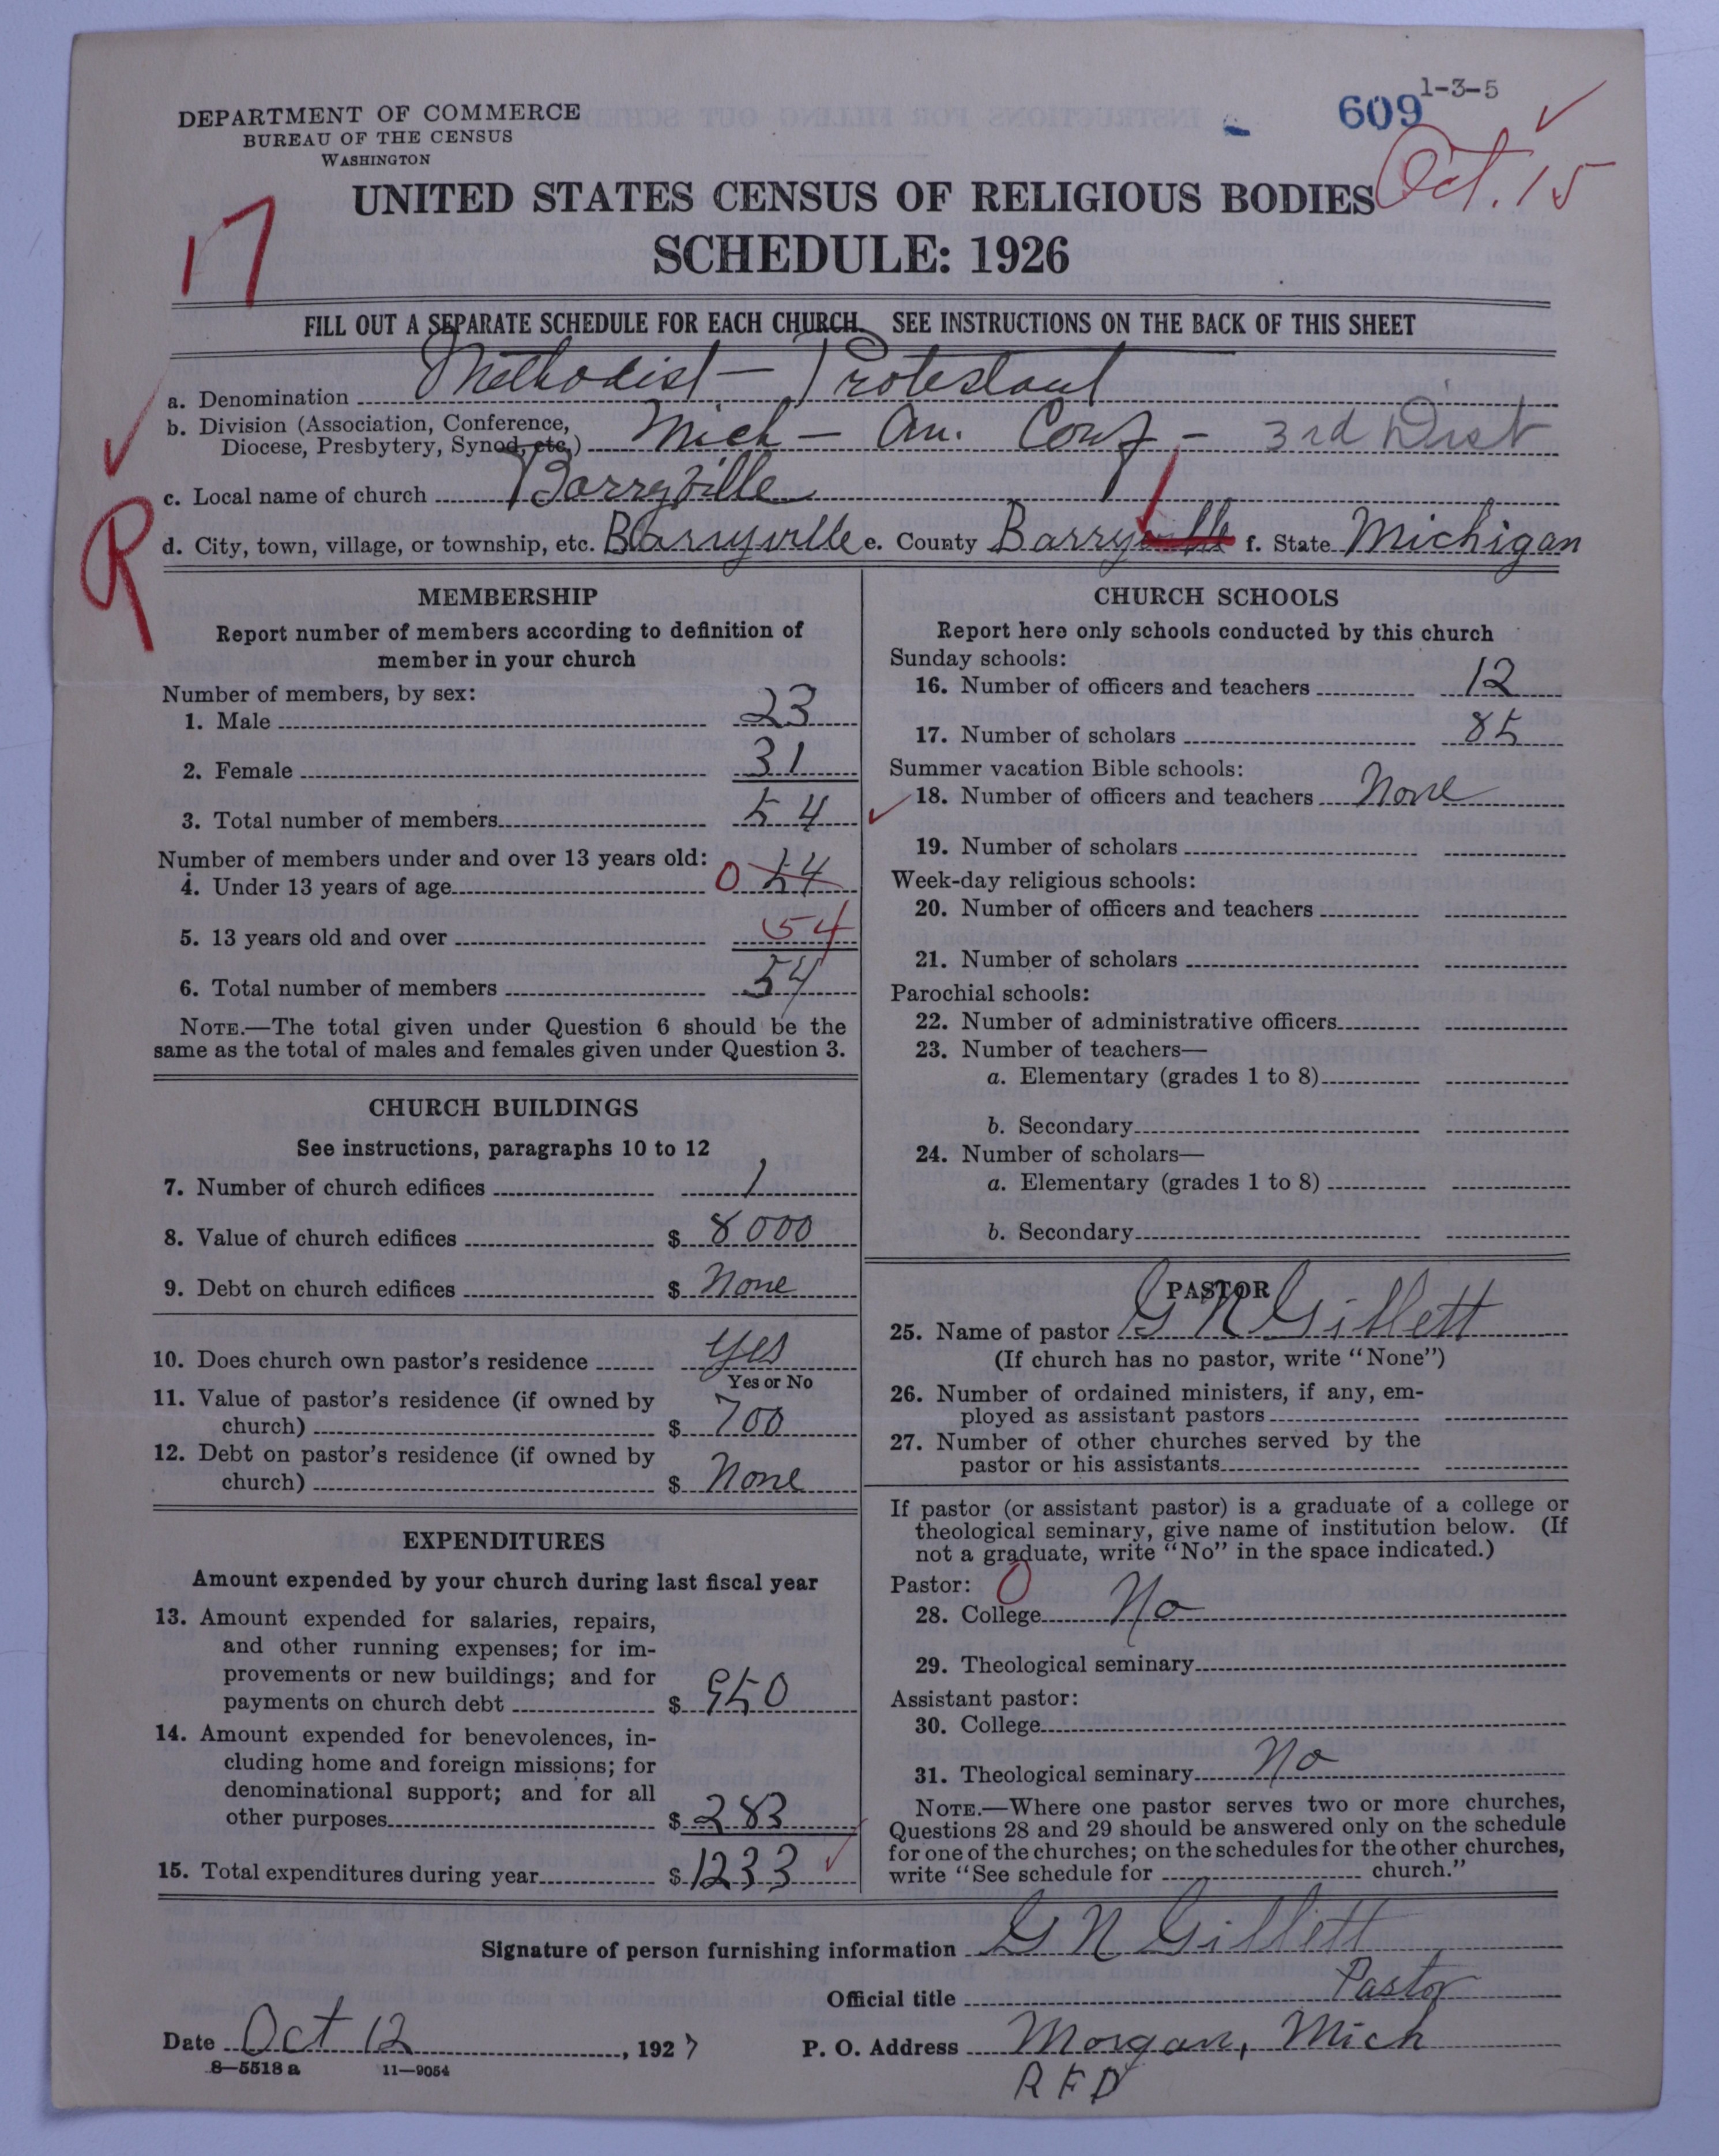 1-3-5
609
Oct. 15
DEPARTMENT OF COMMERCE
BUREAU OF THE CENSUS
WASHINGTON
17
UNITED STATES CENSUS OF RELIGIOUS BODIES
SCHEDULE: 1926
FILL OUT A SEPARATE SCHEDULE FOR EACH CHURCH. SEE INSTRUCTIONS ON THE BACK OF THIS SHEET
a. Denomination Methodist - Protestant
b. Division (Association, Conference,
Diocese, Presbytery, Synod, etc.) Mich - An. Conf - 3rd Dist
c. Local name of church Barryville
d. City, town, village, or township, etc. Barryville e. County Barryville f. State Michigan
R
MEMBERSHIP
Report number of members according to definition of
member in your church
Number of members, by sex:
1. Male 23
2. Female 31
3. Total number of members 54
Number of members under and over 13 years old:
4. Under 13 years of age 0 54
5. 13 years old and over 54
6. Total number of members 54
NOTE.—The total given under Question 6 should be the
same as the total of males and females given under Question 3.
CHURCH BUILDINGS
See instructions, paragraphs 10 to 12
7. Number of church edifices 1
8. Value of church edifices $ 8000
9. Debt on church edifices $ None
10. Does church own pastor's residence Yes
Yes or No
11. Value of pastor's residence (if owned by
church) $ 700
12. Debt on pastor's residence (if owned by
church) $ None
EXPENDITURES
Amount expended by your church during last fiscal year
13. Amount expended for salaries, repairs,
and other running expenses; for im-
provements or new buildings; and for
payments on church debt $ 950
14. Amount expended for benevolences, in-
cluding home and foreign missions; for
denominational support; and for all
other purposes $ 283
15. Total expenditures during year $ 1233
CHURCH SCHOOLS
Report here only schools conducted by this church
Sunday schools:
16. Number of officers and teachers 12
17. Number of scholars 85
Summer vacation Bible schools:
18. Number of officers and teachers None
19. Number of scholars
Week-day religious schools:
20. Number of officers and teachers
21. Number of scholars
Parochial schools:
22. Number of administrative officers
23. Number of teachers—
a. Elementary (grades 1 to 8)
b. Secondary
24. Number of scholars—
a. Elementary (grades 1 to 8)
b. Secondary
PASTOR
25. Name of pastor G N Gillett
(If church has no pastor, write "None")
26. Number of ordained ministers, if any, em-
ployed as assistant pastors
27. Number of other churches served by the
pastor or his assistants
If pastor (or assistant pastor) is a graduate of a college or
theological seminary, give name of institution below. (If
not a graduate, write "No" in the space indicated.)
Pastor: 0
28. College No
29. Theological seminary
Assistant pastor:
30. College
31. Theological seminary No
NOTE.—Where one pastor serves two or more churches,
Questions 28 and 29 should be answered only on the schedule
for one of the churches; on the schedules for the other churches,
write "See schedule for church."
Signature of person furnishing information G N Gillett
Official title Pastor
Date Oct 12, 1927 P. O. Address Morgan, Mich
8—5518 a 11—9054
R F D